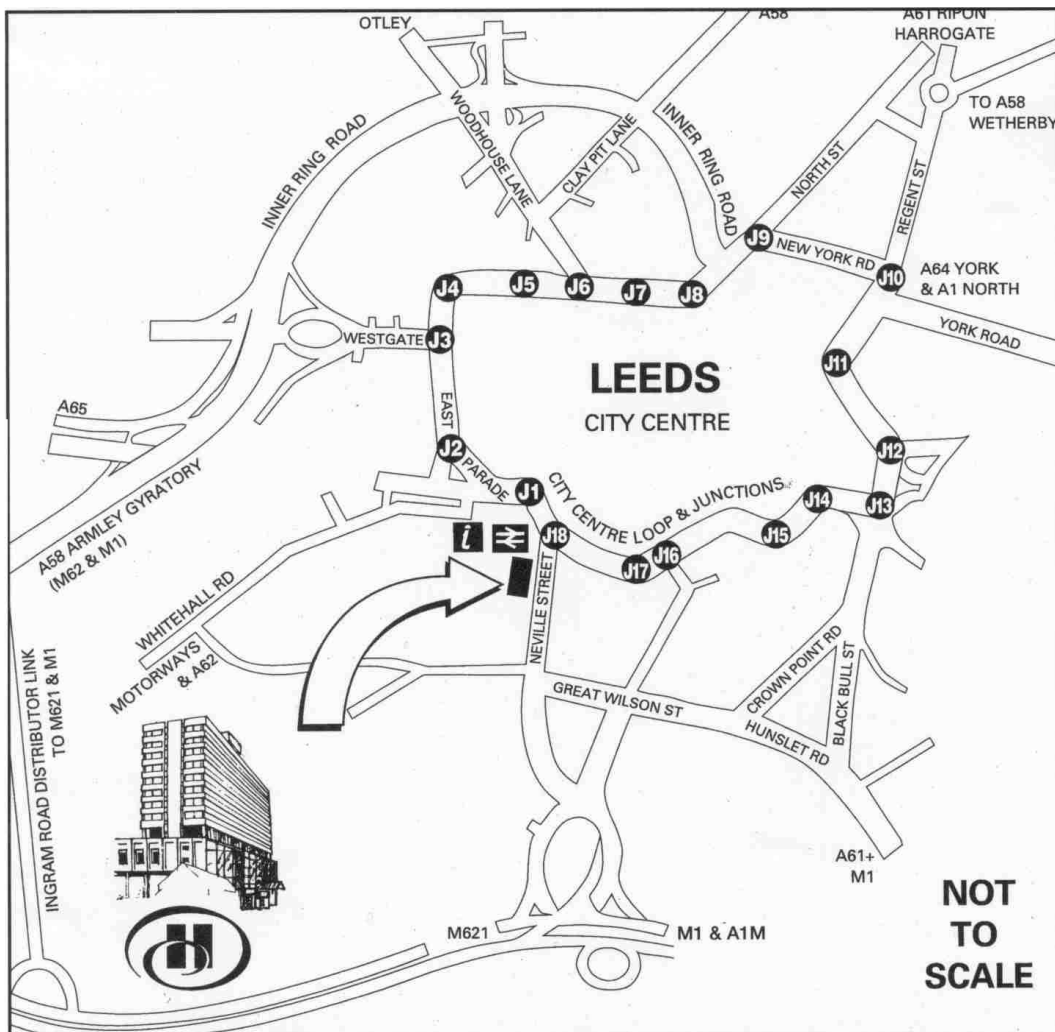 OTLEY
A58
A61 RIPON
HARROGATE
TO A58
WETHERBY
INNER RING ROAD
WOODHOUSE LANE
CLAY PIT LANE
INNER RING ROAD
NORTH ST
REGENT ST
J9
NEW YORK RD
J10
A64 YORK
& A1 NORTH
YORK ROAD
J4
J5
J6
J7
J8
WESTGATE
J3
J11
LEEDS
CITY CENTRE
A65
EAST
PARADE
J2
J12
J1
CITY CENTRE LOOP & JUNCTIONS
J14
J13
J15
J18
J16
J17
i
A58 ARMLEY GYRATORY
(M62 & M1)
WHITEHALL RD
MOTORWAYS
& A62
NEVILLE STREET
GREAT WILSON ST
CROWN POINT RD
BLACK BULL ST
HUNSLET RD
INGRAM ROAD DISTRIBUTOR LINK
TO M621 & M1
A61+
M1
H
M621
M1 & A1M
NOT
TO
SCALE